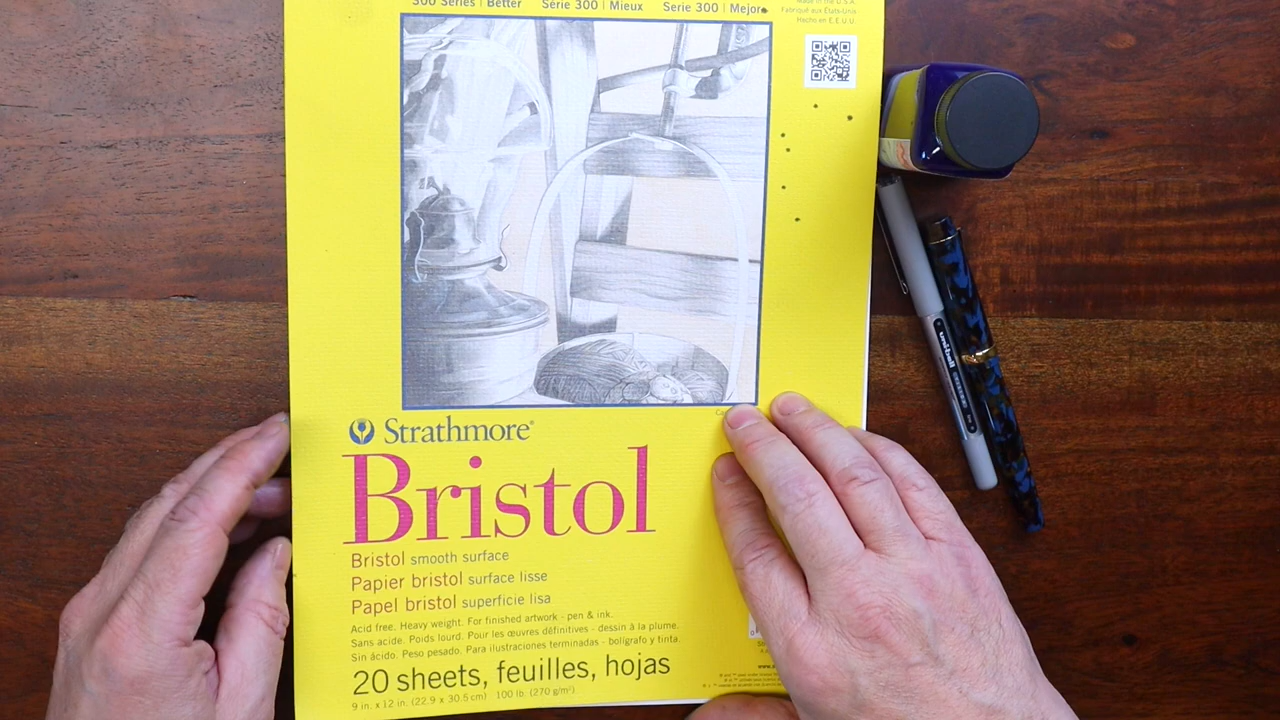 300 Series | Better Série 300 | Mieux Serie 300 | Mejor
Made in the U.S.A.
Fabriqué aux États-Unis
Hecho en E.E.U.U.
Strathmore®
Bristol
Bristol smooth surface
Papier bristol surface lisse
Papel bristol superficie lisa
Acid free. Heavy weight. For finished artwork - pen & ink.
Sans acide. Poids lourd. Pour les œuvres définitives - dessin à la plume.
Sin ácido. Peso pesado. Para ilustraciones terminadas - bolígrafo y tinta.
20 sheets, feuilles, hojas
9 in. x 12 in. (22.9 x 30.5 cm) 100 lb. (270 g/m²)
uni-ball